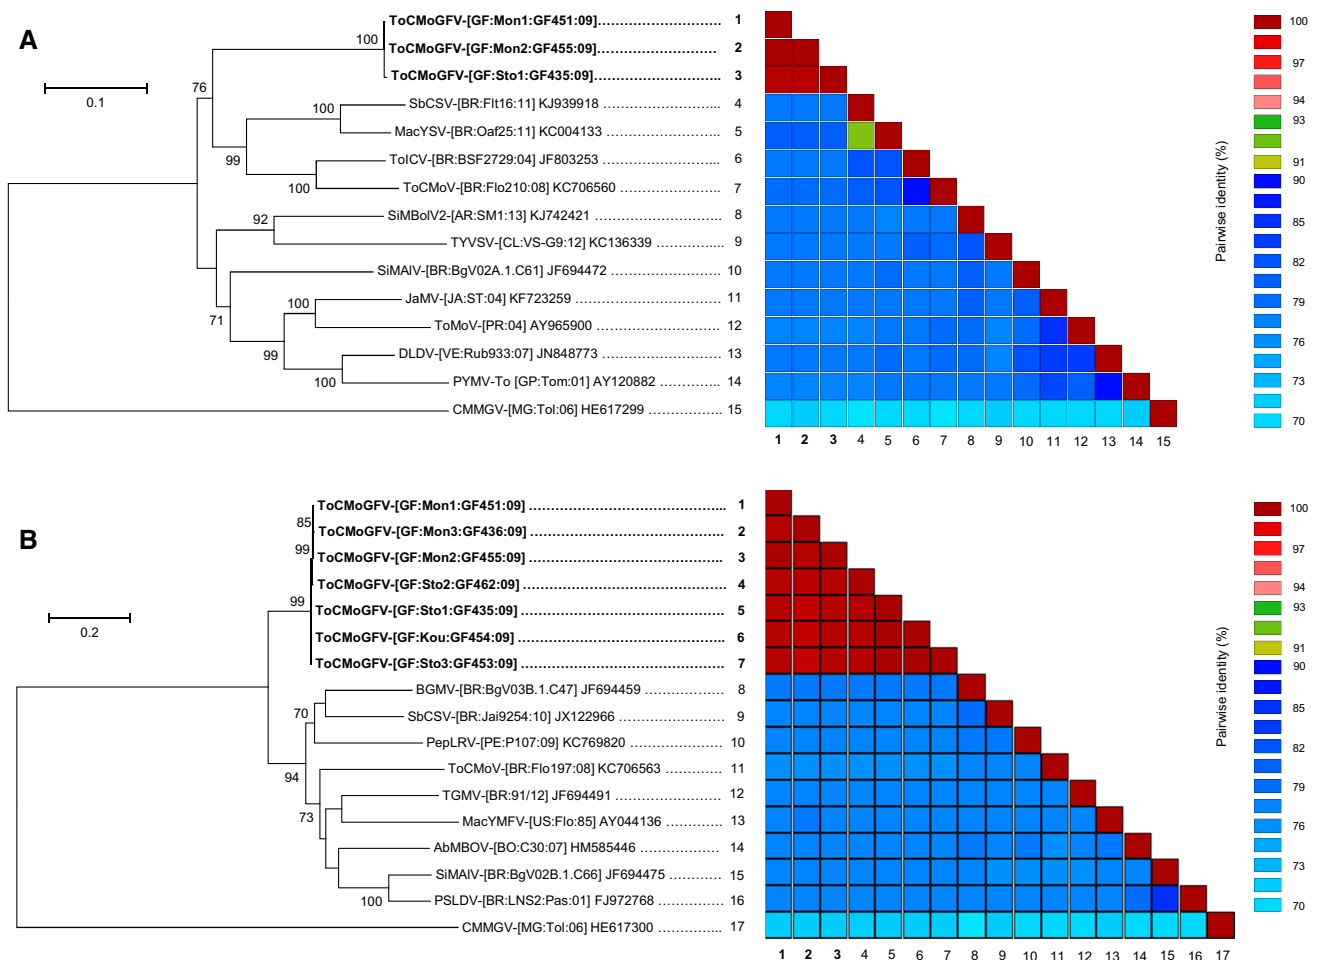 A
0.1
ToCMoGFV-[GF:Mon1:GF451:09]............................. 1
ToCMoGFV-[GF:Mon2:GF455:09]........................... 2
ToCMoGFV-[GF:Sto1:GF435:09]............................. 3
SbCSV-[BR:Flt16:11] KJ939918 ........................... 4
MacYSV-[BR:Oaf25:11] KC004133 ....................... 5
ToICV-[BR:BSF2729:04] JF803253 ....................... 6
ToCMoV-[BR:Flo210:08] KC706560 ..................... 7
SiMBolV2-[AR:SM1:13] KJ742421 ........................ 8
TYVSV-[CL:VS-G9:12] KC136339 ............... 9
SiMAlV-[BR:BgV02A.1.C61] JF694472 ......................... 10
JaMV-[JA:ST:04] KF723259 ................................ 11
ToMoV-[PR:04] AY965900 ............................ 12
DLDV-[VE:Rub933:07] JN848773 ........................ 13
PYMV-To [GP:Tom:01] AY120882 .............. 14
CMMGV-[MG:Tol:06] HE617299 ................. 15
100
76
100
99
100
92
71
100
99
100
1 2 3 4 5 6 7 8 9 10 11 12 13 14 15
Pairwise identity (%)
100
97
94
93
91
90
85
82
79
76
73
70
B
0.2
ToCMoGFV-[GF:Mon1:GF451:09] ............................................... 1
ToCMoGFV-[GF:Mon3:GF436:09] .............................................. 2
ToCMoGFV-[GF:Mon2:GF455:09] .............................................. 3
ToCMoGFV-[GF:Sto2:GF462:09] ............................................... 4
ToCMoGFV-[GF:Sto1:GF435:09] ................................................ 5
ToCMoGFV-[GF:Kou:GF454:09] ................................................. 6
ToCMoGFV-[GF:Sto3:GF453:09] ................................................ 7
BGMV-[BR:BgV03B.1.C47] JF694459 ................... 8
SbCSV-[BR:Jai9254:10] JX122966 ......................... 9
PepLRV-[PE:P107:09] KC769820 ....................... 10
ToCMoV-[BR:Flo197:08] KC706563 ............... 11
TGMV-[BR:91/12] JF694491 ......................... 12
MacYMFV-[US:Flo:85] AY044136 ............. 13
AbMBOV-[BO:C30:07] HM585446 ................... 14
SiMAlV-[BR:BgV02B.1.C66] JF694475 ............ 15
PSLDV-[BR:LNS2:Pas:01] FJ972768 .............. 16
CMMGV-[MG:Tol:06] HE617300 ............... 17
85
99
99
70
94
73
100
1 2 3 4 5 6 7 8 9 10 11 12 13 14 15 16 17
Pairwise identity (%)
100
97
94
93
91
90
85
82
79
76
73
70